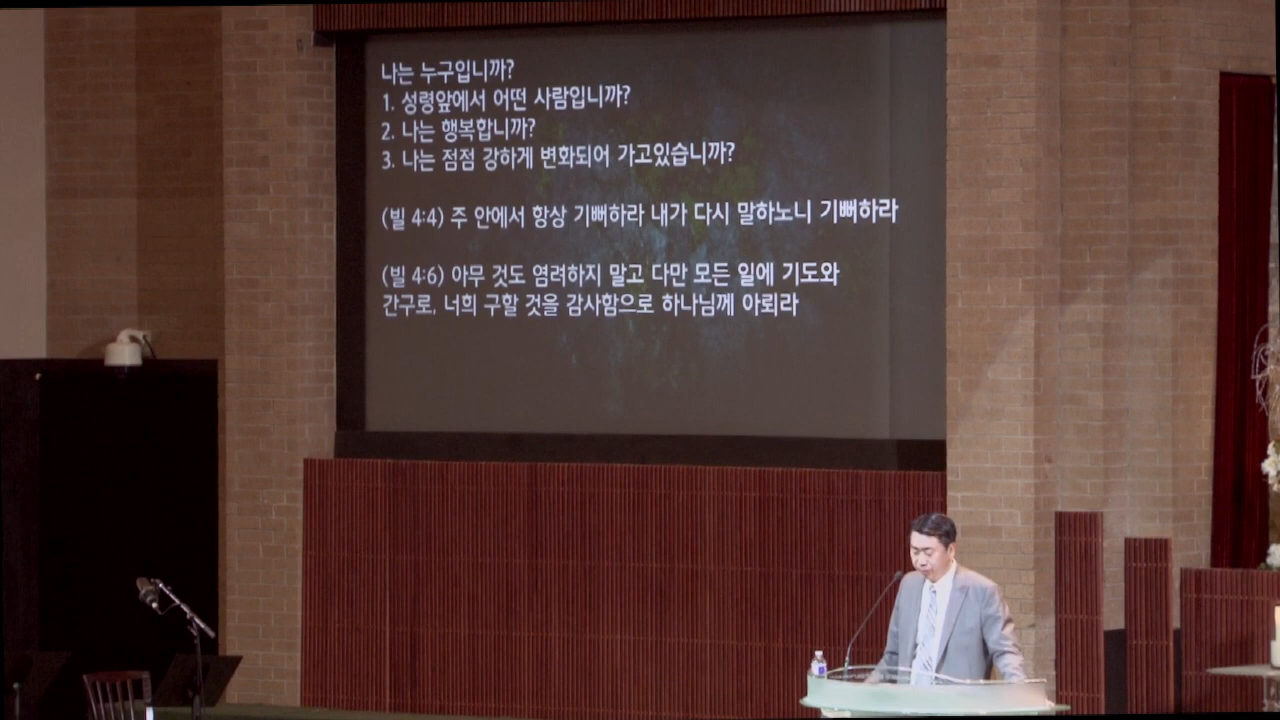 나는 누구입니까?
1. 성령앞에서 어떤 사람입니까?
2. 나는 행복합니까?
3. 나는 점점 강하게 변화되어 가고있습니까?
(빌 4:4) 주 안에서 항상 기뻐하라 내가 다시 말하노니 기뻐하라
(빌 4:6) 아무 것도 염려하지 말고 다만 모든 일에 기도와
간구로, 너희 구할 것을 감사함으로 하나님께 아뢰라